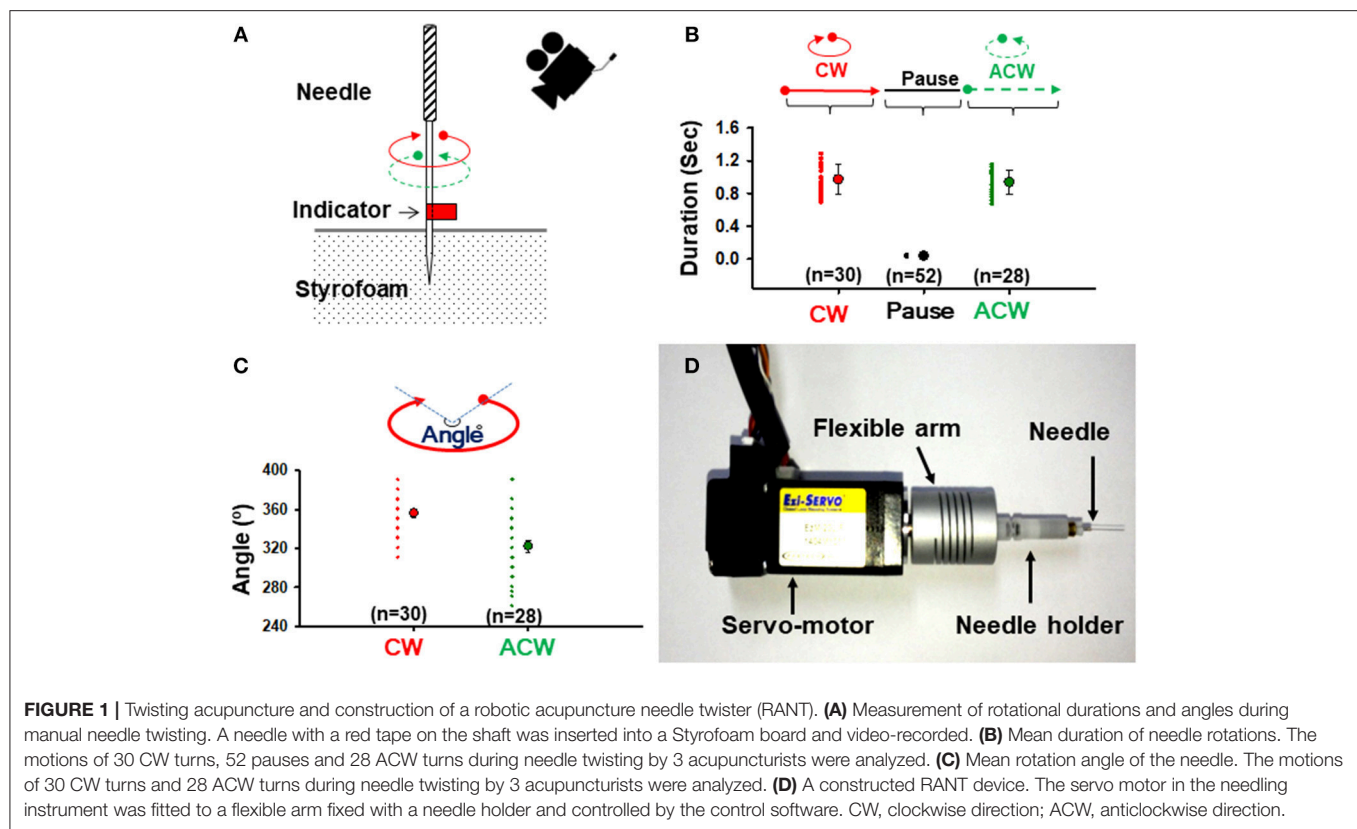 A
Needle
Indicator
Styrofoam
B
CW
Pause
ACW
Duration (Sec)
1.6
1.2
0.8
0.4
0.0
(n=30)
(n=52)
(n=28)
CW
Pause
ACW
C
Angle°
Angle (º)
400
360
320
280
240
(n=30)
(n=28)
CW
ACW
D
Flexible arm
Needle
Ezi-SERVO
Servo-motor
Needle holder
FIGURE 1 | Twisting acupuncture and construction of a robotic acupuncture needle twister (RANT). (A) Measurement of rotational durations and angles during
manual needle twisting. A needle with a red tape on the shaft was inserted into a Styrofoam board and video-recorded. (B) Mean duration of needle rotations. The
motions of 30 CW turns, 52 pauses and 28 ACW turns during needle twisting by 3 acupuncturists were analyzed. (C) Mean rotation angle of the needle. The motions
of 30 CW turns and 28 ACW turns during needle twisting by 3 acupuncturists were analyzed. (D) A constructed RANT device. The servo motor in the needling
instrument was fitted to a flexible arm fixed with a needle holder and controlled by the control software. CW, clockwise direction; ACW, anticlockwise direction.